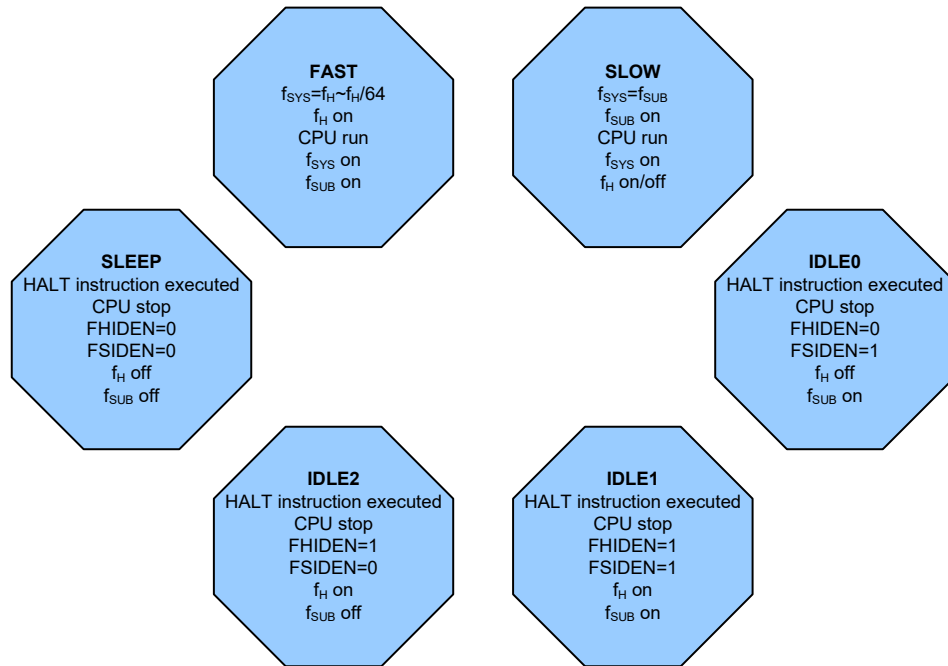 FAST
fSYS=fH~fH/64
fH on
CPU run
fSYS on
fSUB on
SLOW
fSYS=fSUB
fSUB on
CPU run
fSYS on
fH on/off
SLEEP
HALT instruction executed
CPU stop
FHIDEN=0
FSIDEN=0
fH off
fSUB off
IDLE0
HALT instruction executed
CPU stop
FHIDEN=0
FSIDEN=1
fH off
fSUB on
IDLE2
HALT instruction executed
CPU stop
FHIDEN=1
FSIDEN=0
fH on
fSUB off
IDLE1
HALT instruction executed
CPU stop
FHIDEN=1
FSIDEN=1
fH on
fSUB on